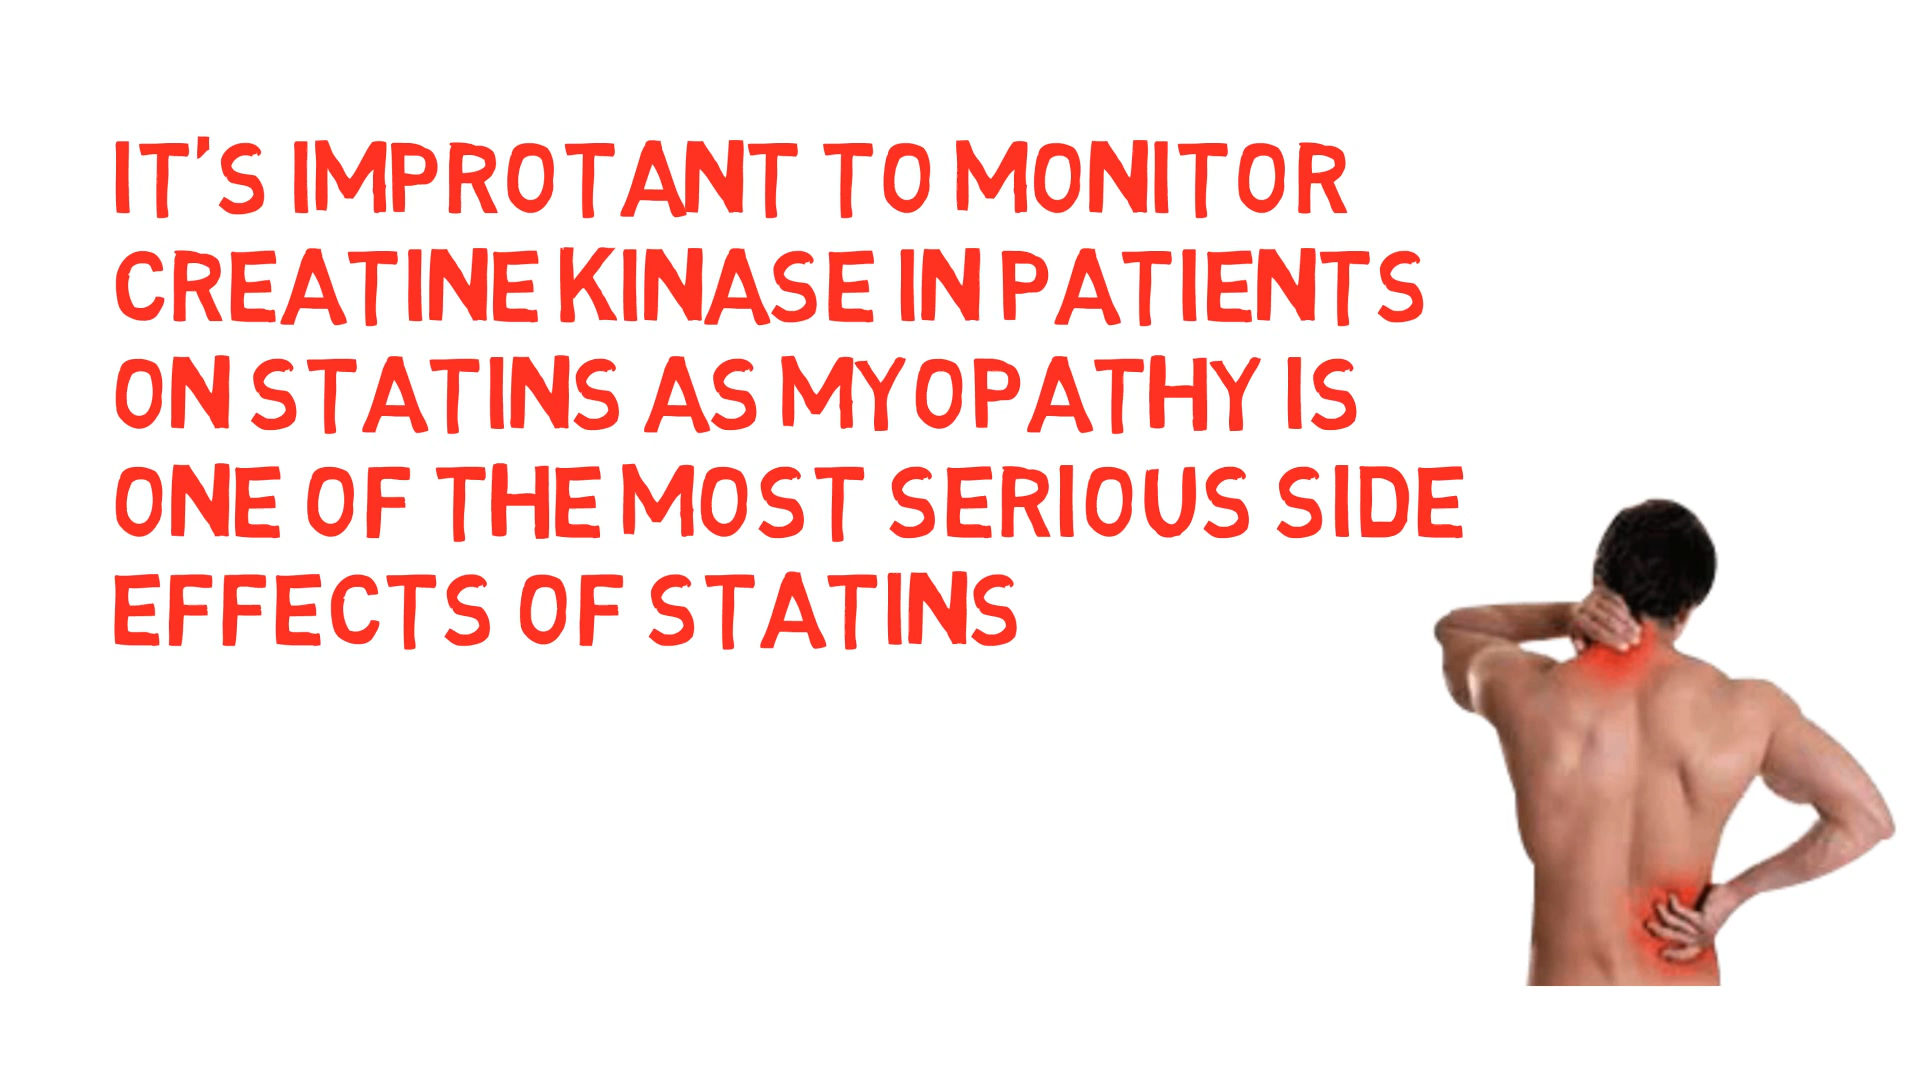 IT'S IMPROTANT TO MONITOR
CREATINE KINASE IN PATIENTS
ON STATINS AS MYOPATHY IS
ONE OF THE MOST SERIOUS SIDE
EFFECTS OF STATINS